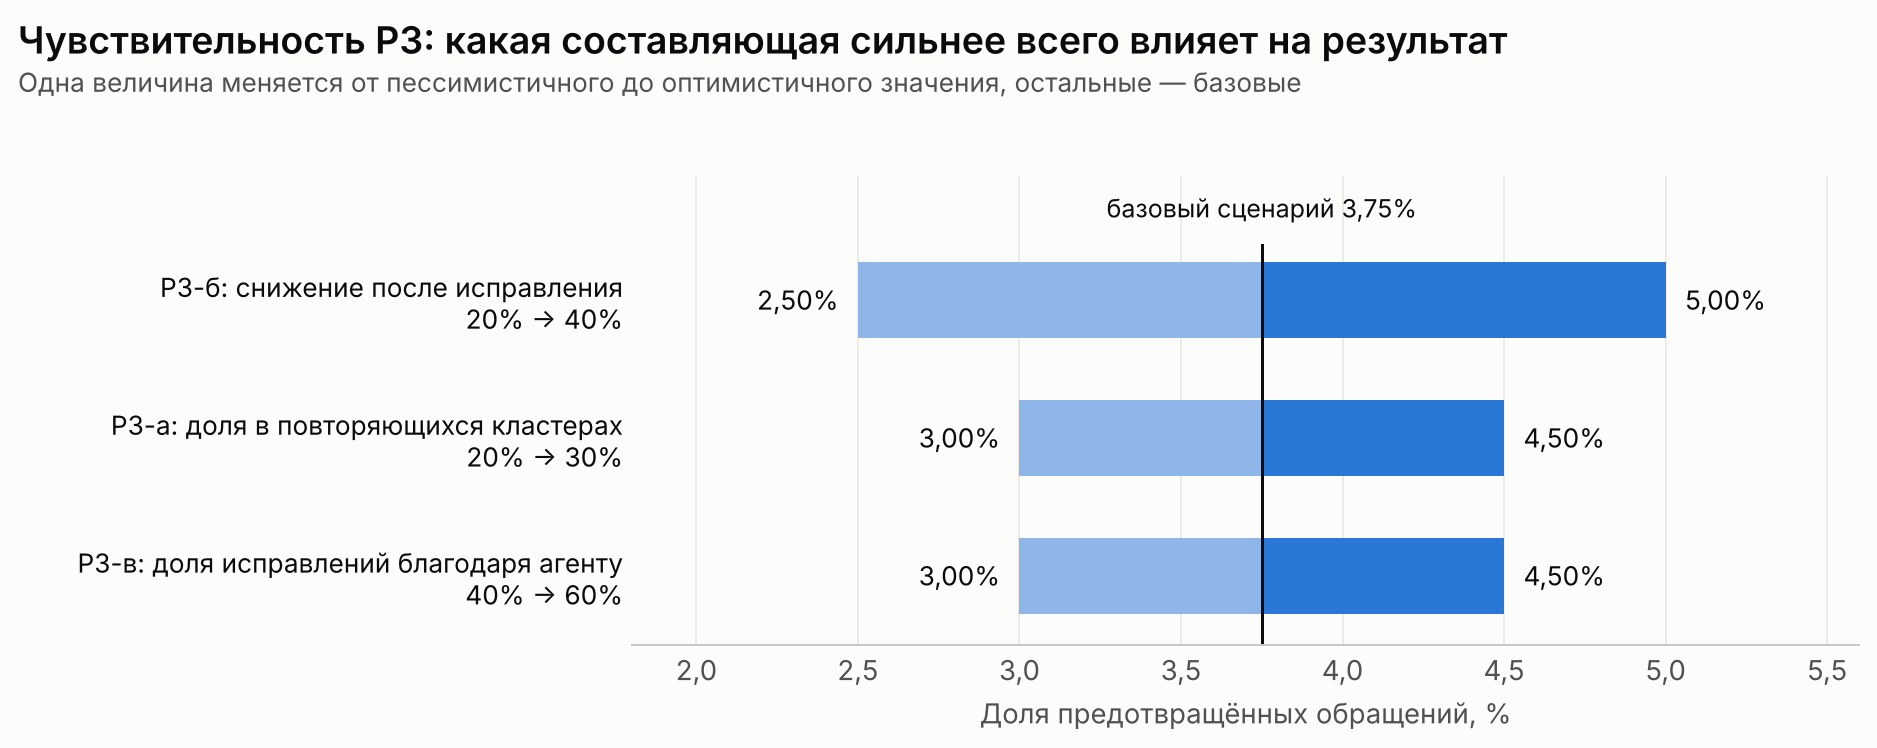 Чувствительность Р3: какая составляющая сильнее всего влияет на результат
Одна величина меняется от пессимистичного до оптимистичного значения, остальные — базовые
базовый сценарий 3,75%
Р3-б: снижение после исправления
20% → 40%
2,50%
5,00%
Р3-а: доля в повторяющихся кластерах
20% → 30%
3,00%
4,50%
Р3-в: доля исправлений благодаря агенту
40% → 60%
3,00%
4,50%
2,0 2,5 3,0 3,5 4,0 4,5 5,0 5,5
Доля предотвращённых обращений, %